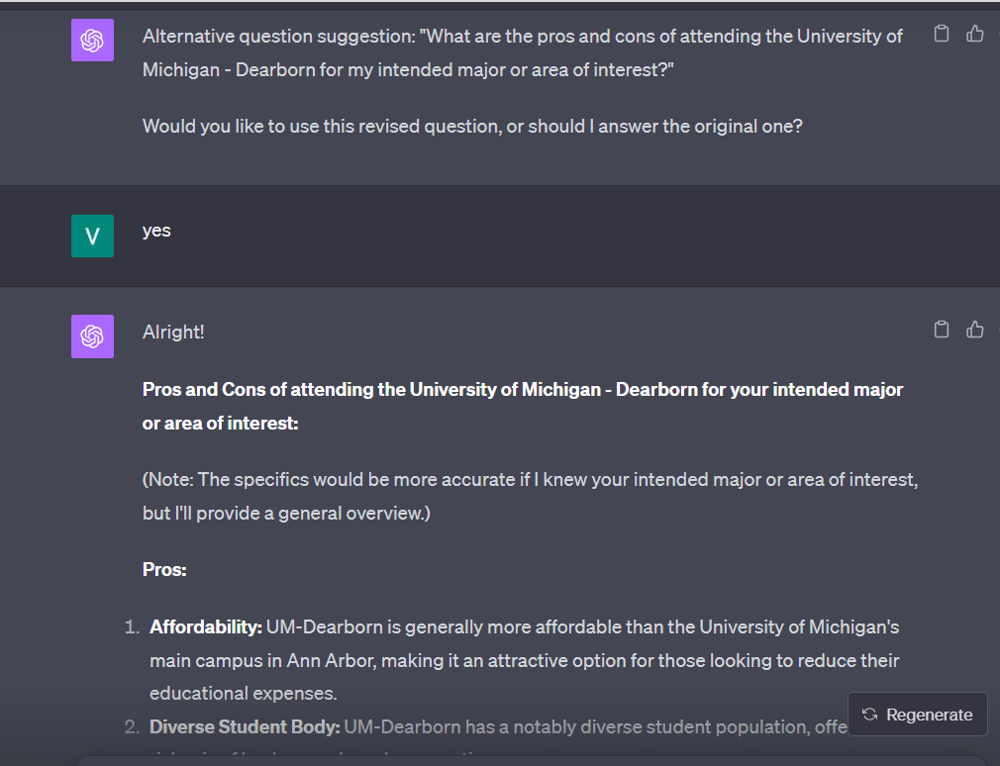 Alternative question suggestion: "What are the pros and cons of attending the University of
Michigan - Dearborn for my intended major or area of interest?"
Would you like to use this revised question, or should I answer the original one?
V
yes
Alright!
Pros and Cons of attending the University of Michigan - Dearborn for your intended major
or area of interest:
(Note: The specifics would be more accurate if I knew your intended major or area of interest,
but I'll provide a general overview.)
Pros:
1. Affordability: UM-Dearborn is generally more affordable than the University of Michigan's
main campus in Ann Arbor, making it an attractive option for those looking to reduce their
educational expenses.
2. Diverse Student Body: UM-Dearborn has a notably diverse student population, offe
Regenerate